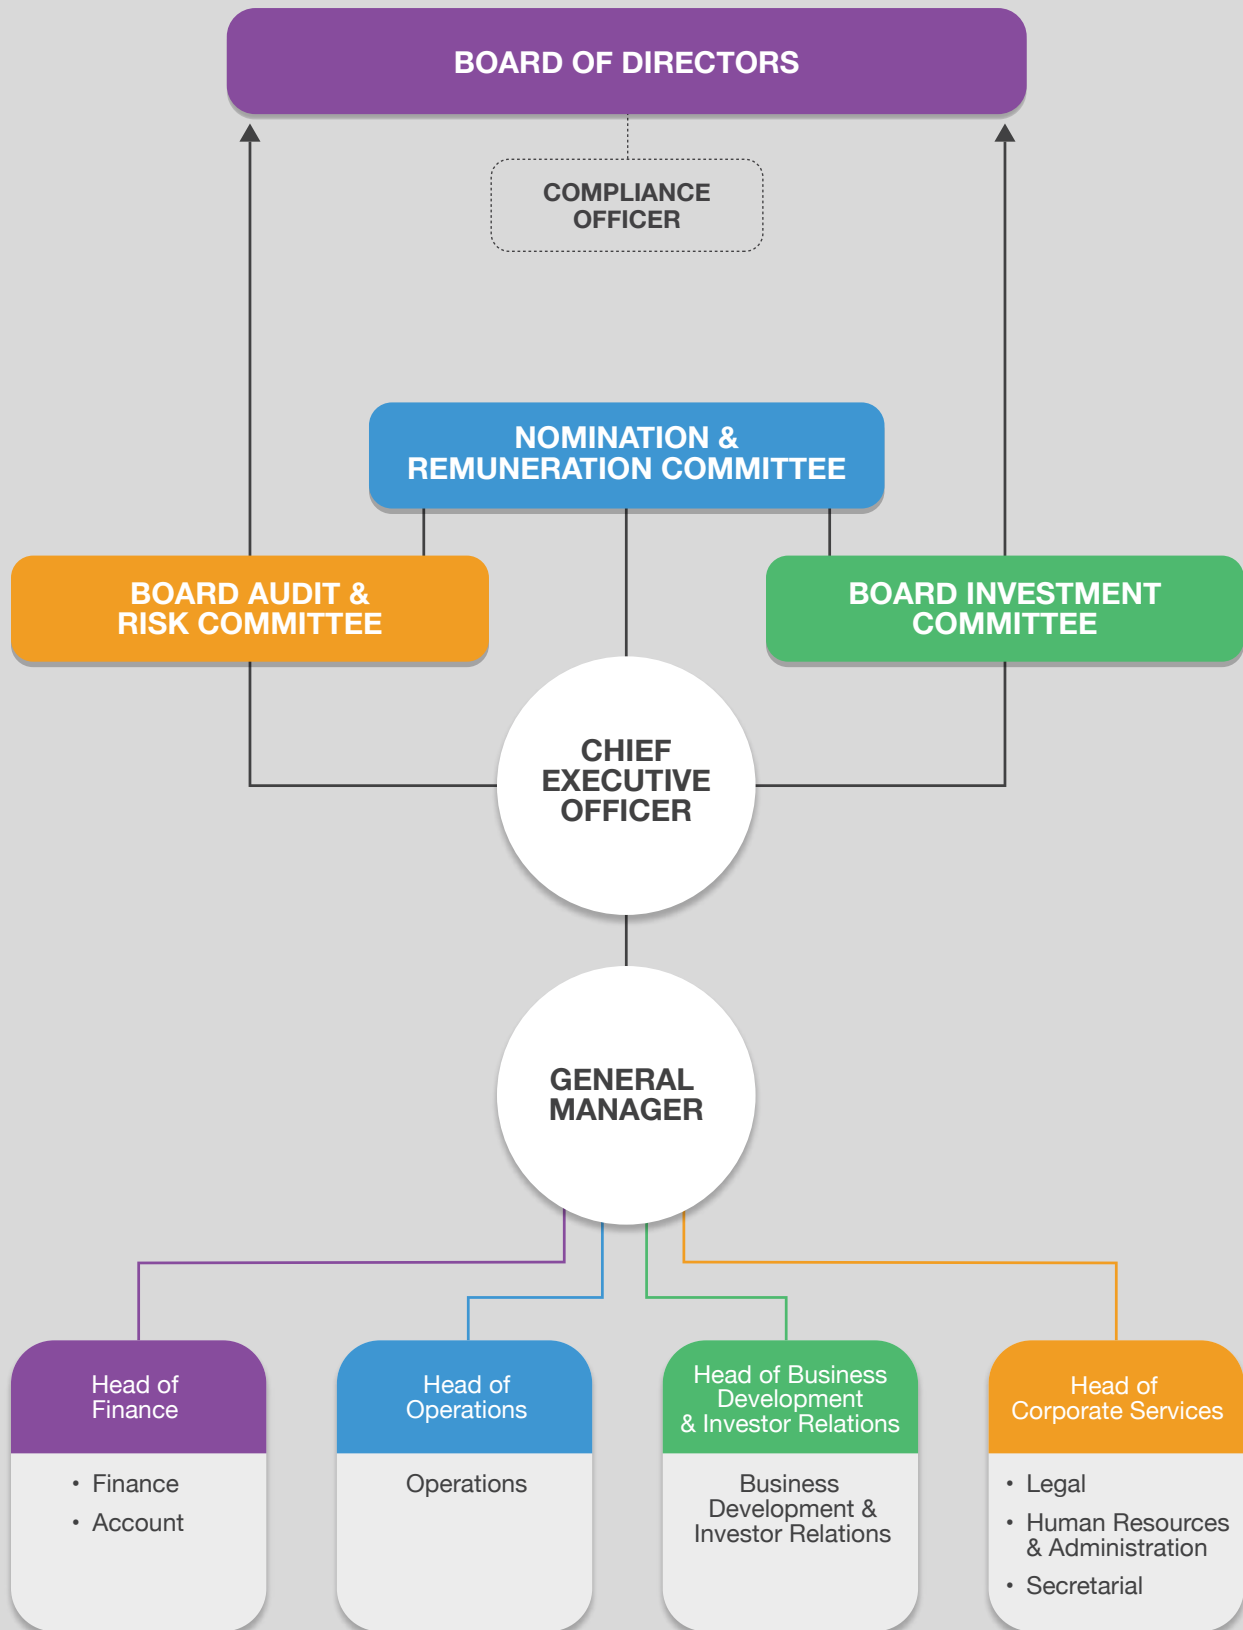 BOARD OF DIRECTORS
COMPLIANCE
OFFICER
NOMINATION &
REMUNERATION COMMITTEE
BOARD AUDIT &
RISK COMMITTEE
BOARD INVESTMENT
COMMITTEE
CHIEF
EXECUTIVE
OFFICER
GENERAL
MANAGER
Head of
Finance
• Finance
• Account
Head of
Operations
Operations
Head of Business
Development
& Investor Relations
Business
Development &
Investor Relations
Head of
Corporate Services
• Legal
• Human Resources
& Administration
• Secretarial